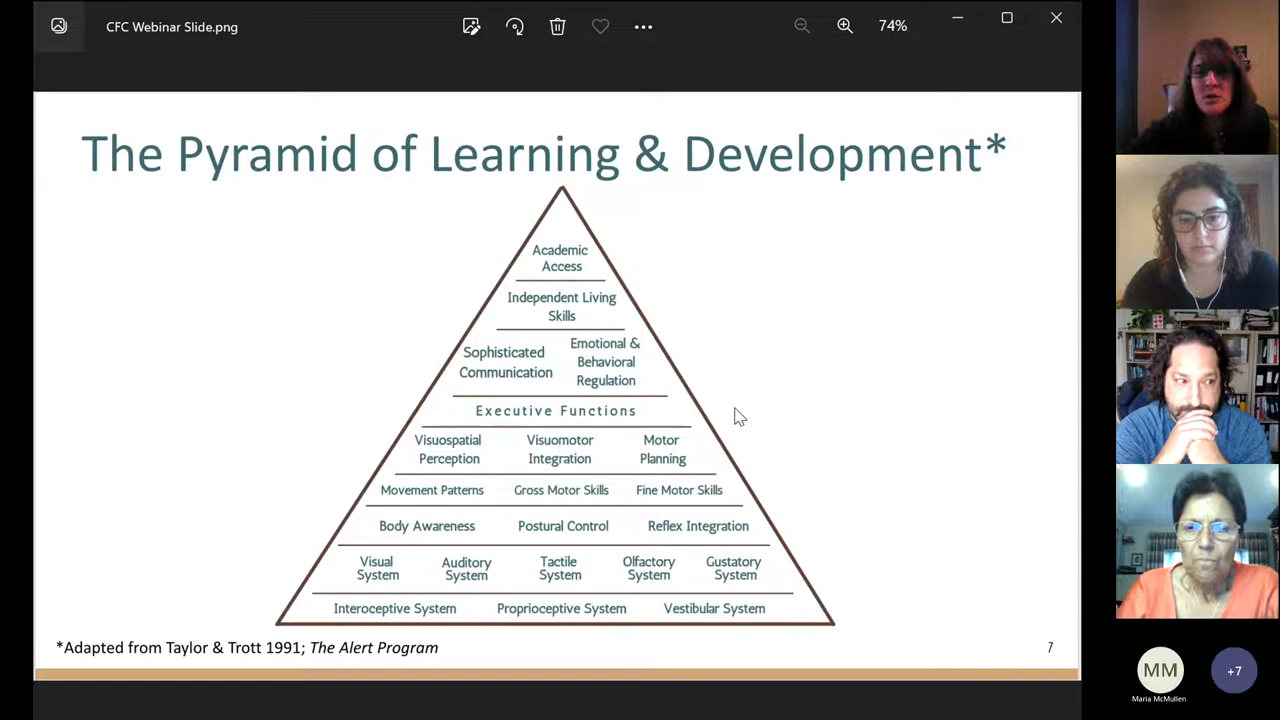 CFC Webinar Slide.png
74%
The Pyramid of Learning & Development*
Academic
Access
Independent Living
Skills
Sophisticated
Communication
Emotional &
Behavioral
Regulation
Executive Functions
Visuospatial
Perception
Visuomotor
Integration
Motor
Planning
Movement Patterns
Gross Motor Skills
Fine Motor Skills
Body Awareness
Postural Control
Reflex Integration
Visual
System
Auditory
System
Tactile
System
Olfactory
System
Gustatory
System
Interoceptive System
Proprioceptive System
Vestibular System
*Adapted from Taylor & Trott 1991; The Alert Program
7
MM
+7
Maria McMullen